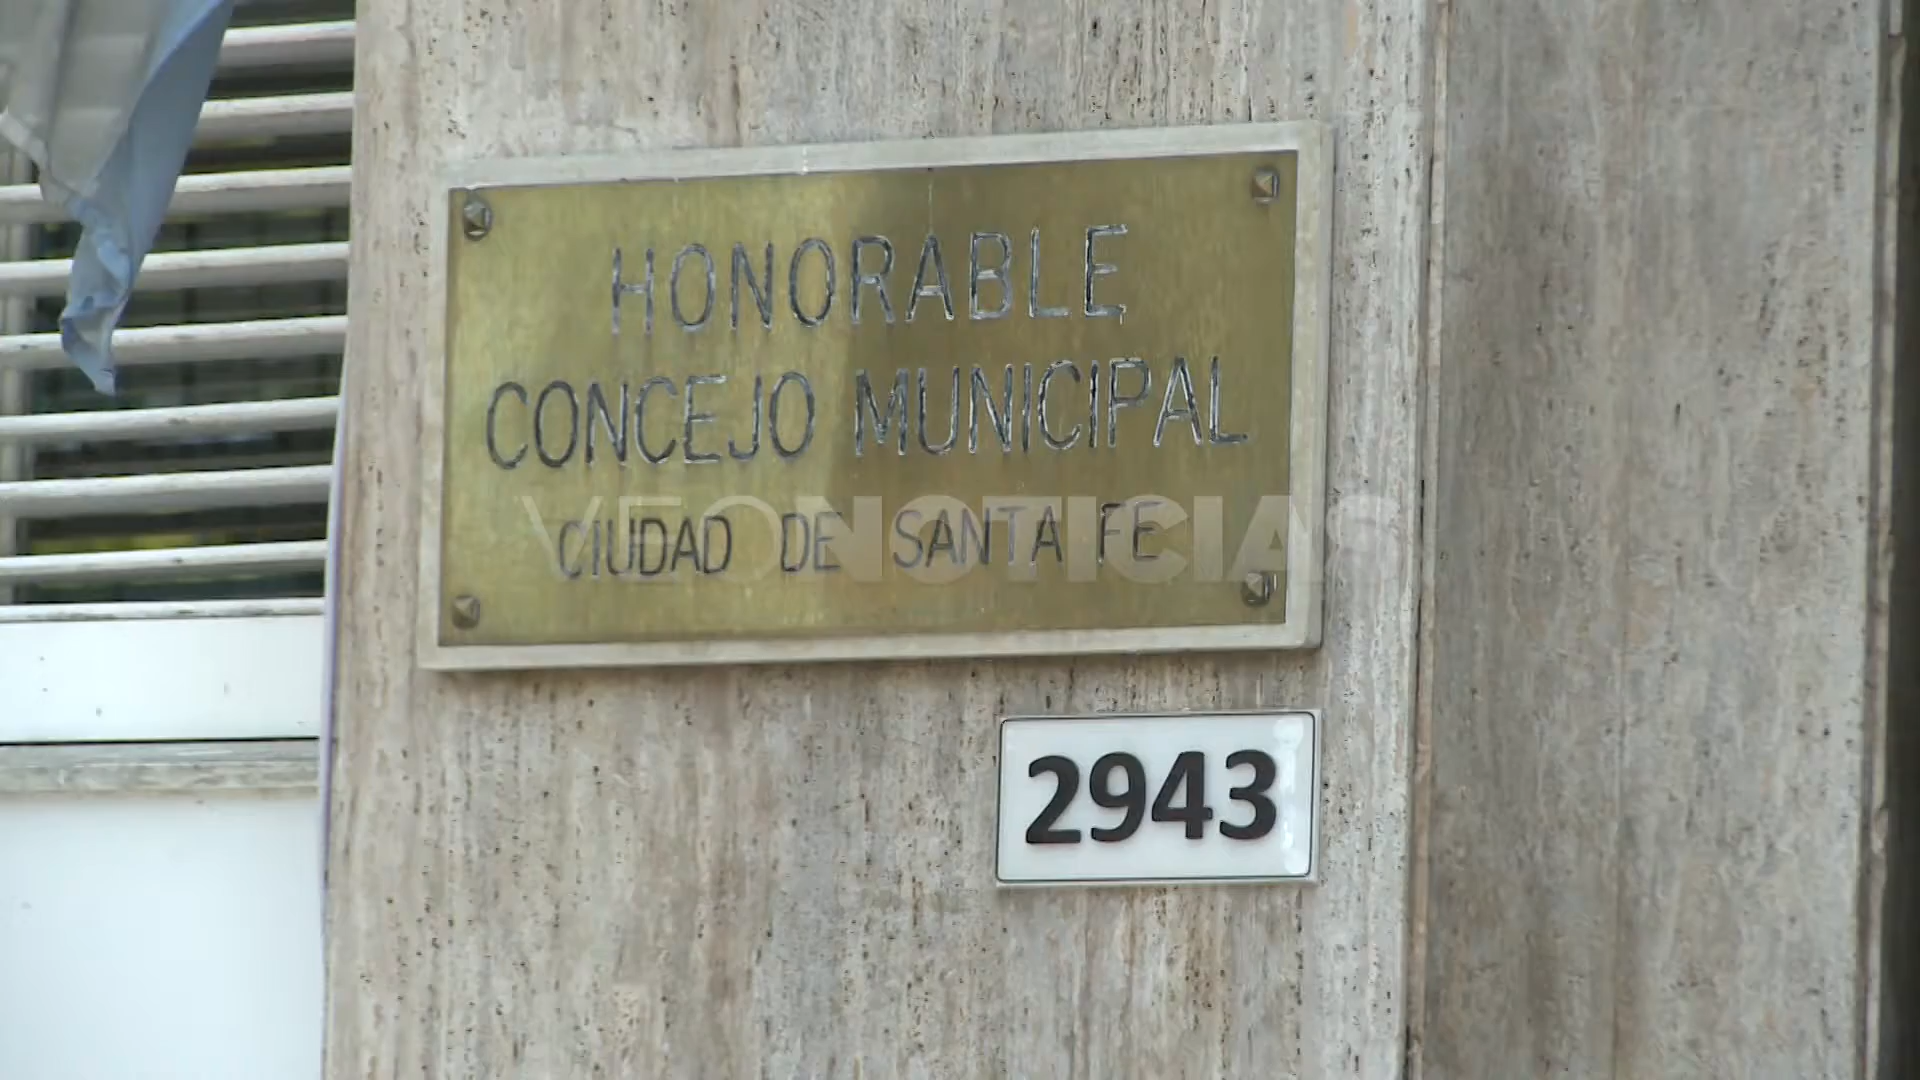 HONORABLE
CONCEJO MUNICIPAL
CIUDAD DE SANTA FE
VEONOTICIAS
2943